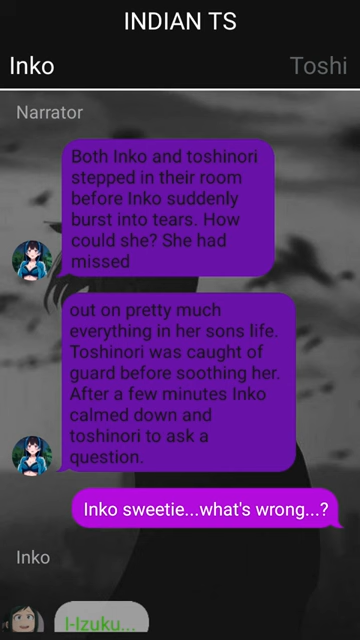 INDIAN TS
Inko
Toshi
Narrator
Both Inko and toshinori
stepped in their room
before Inko suddenly
burst into tears. How
could she? She had
missed
out on pretty much
everything in her sons life.
Toshinori was caught of
guard before soothing her.
After a few minutes Inko
calmed down and
toshinori to ask a
question.
Inko sweetie...what's wrong...?
Inko
I-Izuku...